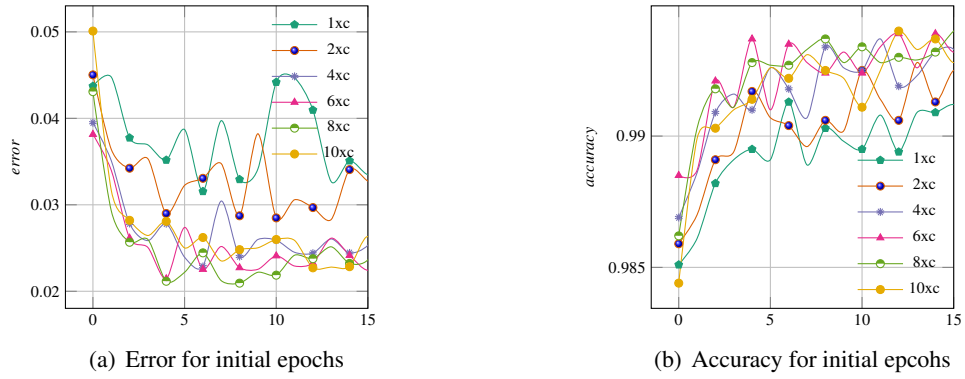 0.05
0.04
0.03
0.02
error
0 5 10 15
1xc
2xc
4xc
6xc
8xc
10xc
(a) Error for initial epochs
0.99
0.985
accuracy
0 5 10 15
1xc
2xc
4xc
6xc
8xc
10xc
(b) Accuracy for initial epcohs